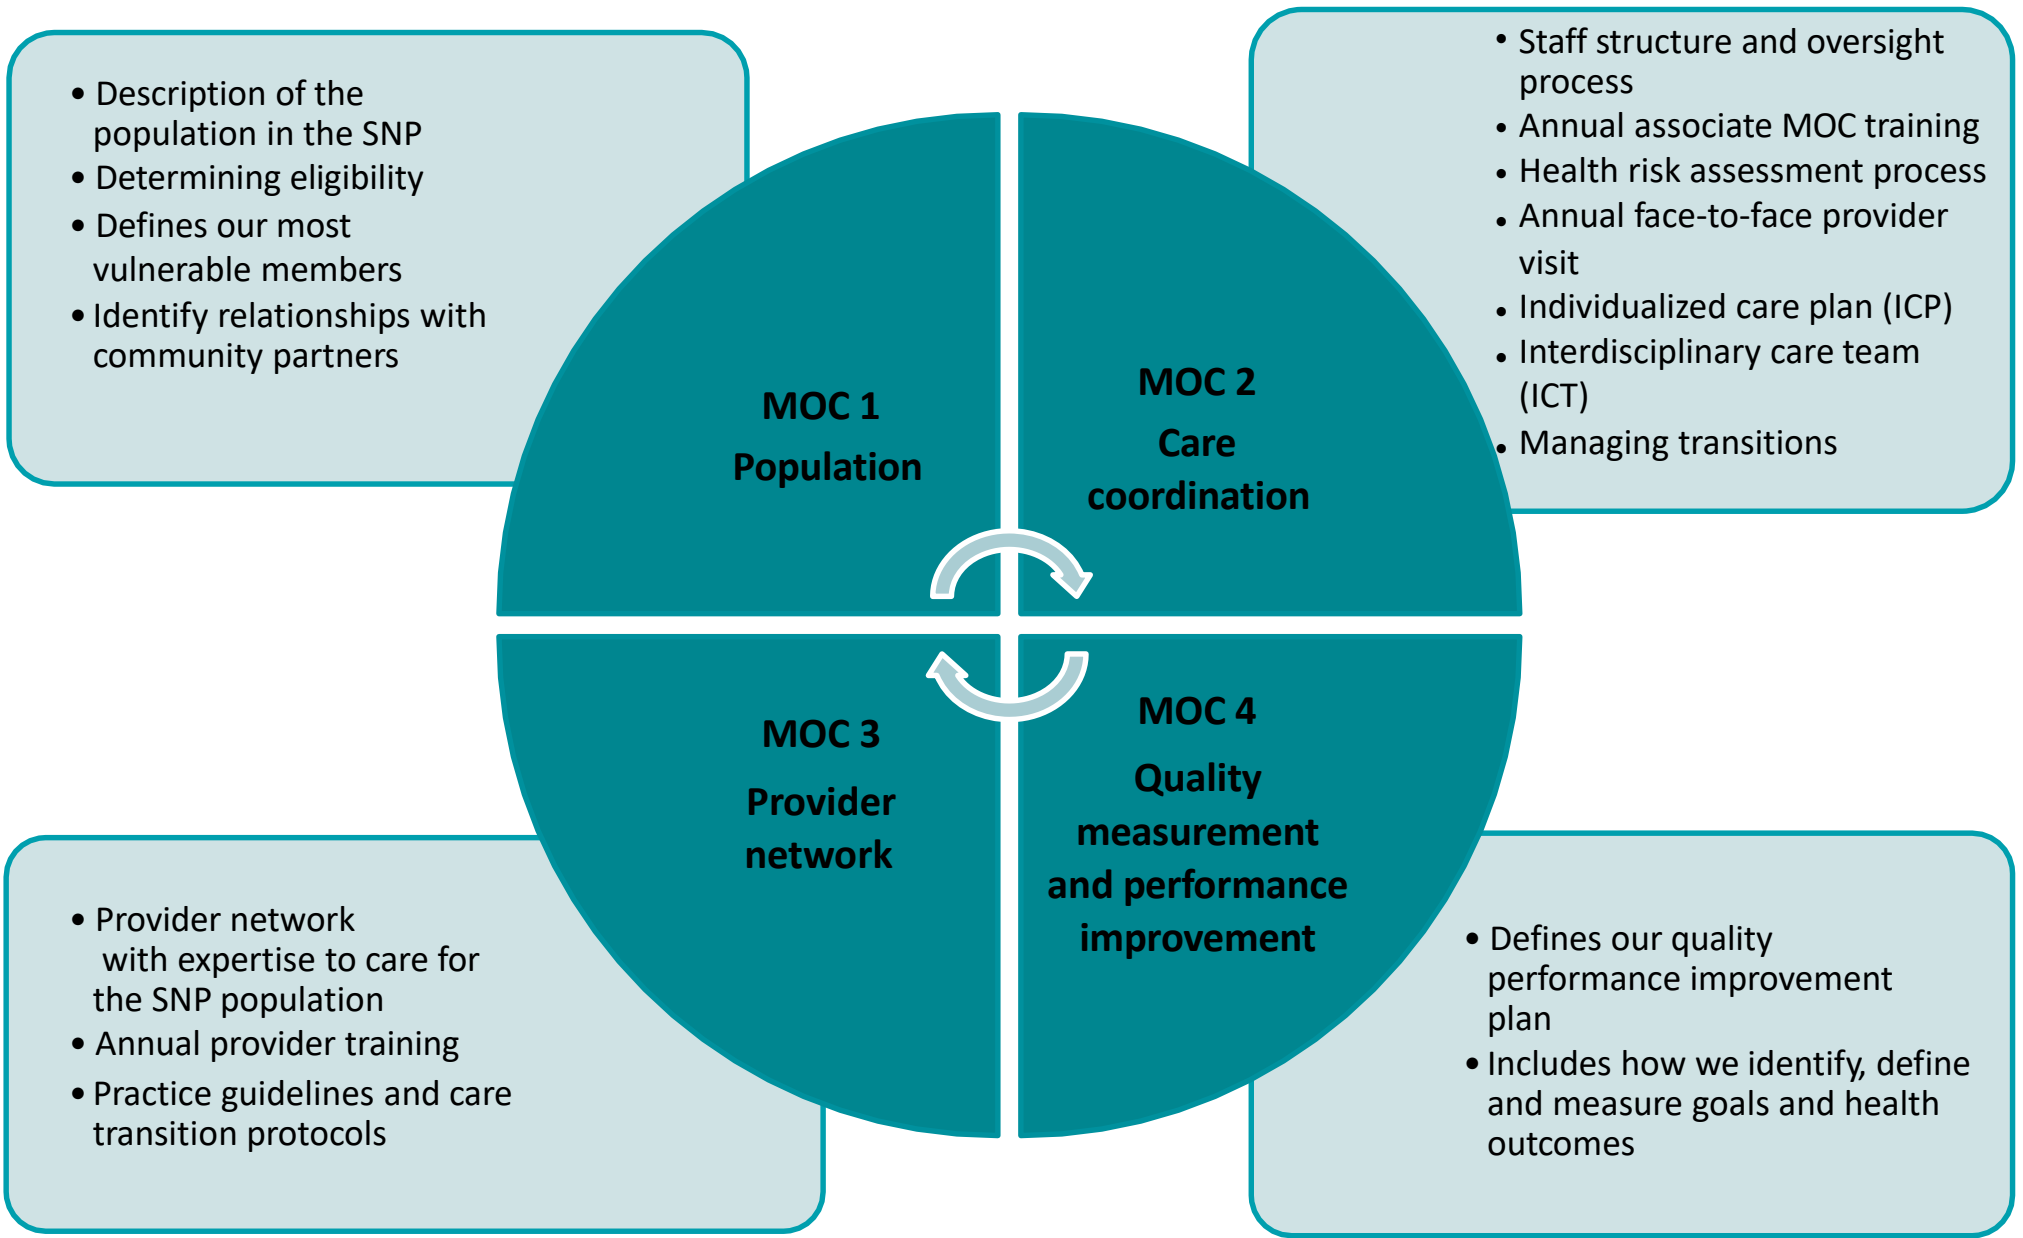 • Description of the
population in the SNP
• Determining eligibility
• Defines our most
vulnerable members
• Identify relationships with
community partners
• Staff structure and oversight
process
• Annual associate MOC training
• Health risk assessment process
• Annual face-to-face provider
visit
• Individualized care plan (ICP)
• Interdisciplinary care team
(ICT)
• Managing transitions
MOC 1
Population
MOC 2
Care
coordination
MOC 3
Provider
network
MOC 4
Quality
measurement
and performance
improvement
• Provider network
with expertise to care for
the SNP population
• Annual provider training
• Practice guidelines and care
transition protocols
• Defines our quality
performance improvement
plan
• Includes how we identify, define
and measure goals and health
outcomes